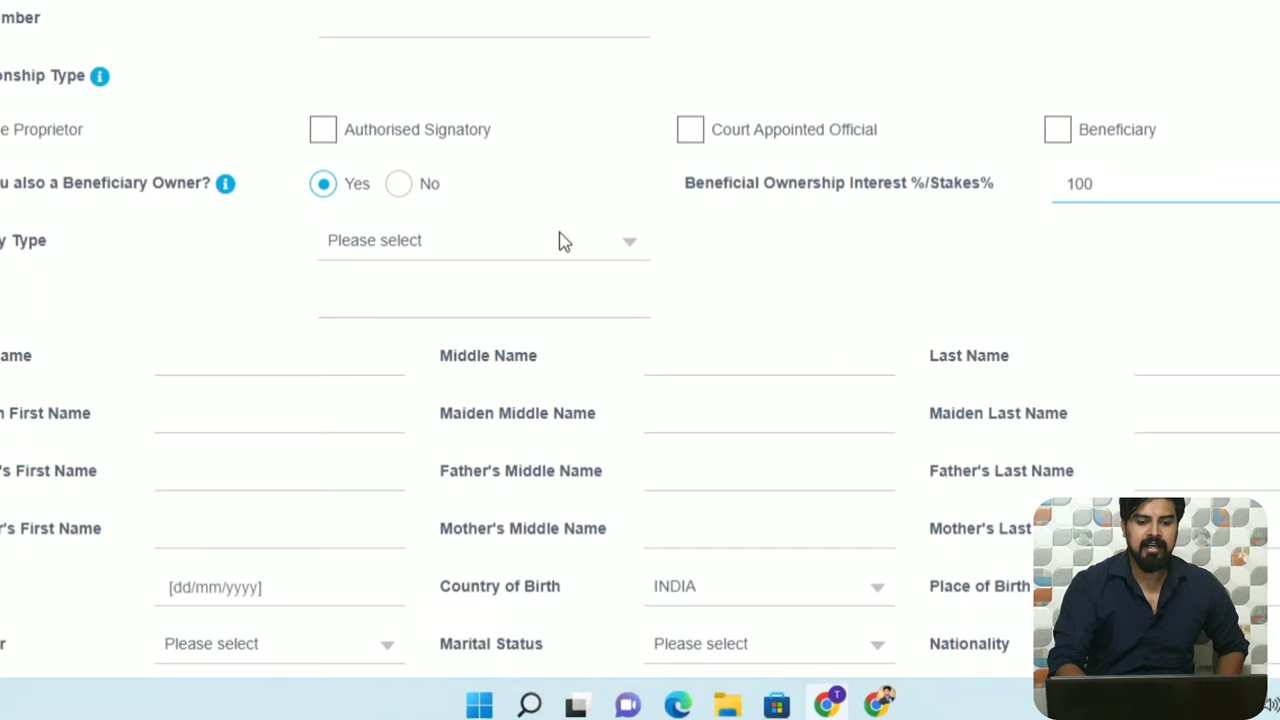 mber
onship Type
e Proprietor Authorised Signatory Court Appointed Official Beneficiary
u also a Beneficiary Owner? Yes No Beneficial Ownership Interest %/Stakes% 100
y Type Please select
ame Middle Name Last Name
n First Name Maiden Middle Name Maiden Last Name
's First Name Father's Middle Name Father's Last Name
r's First Name Mother's Middle Name Mother's Last
[dd/mm/yyyy] Country of Birth INDIA Place of Birth
r Please select Marital Status Please select Nationality
T